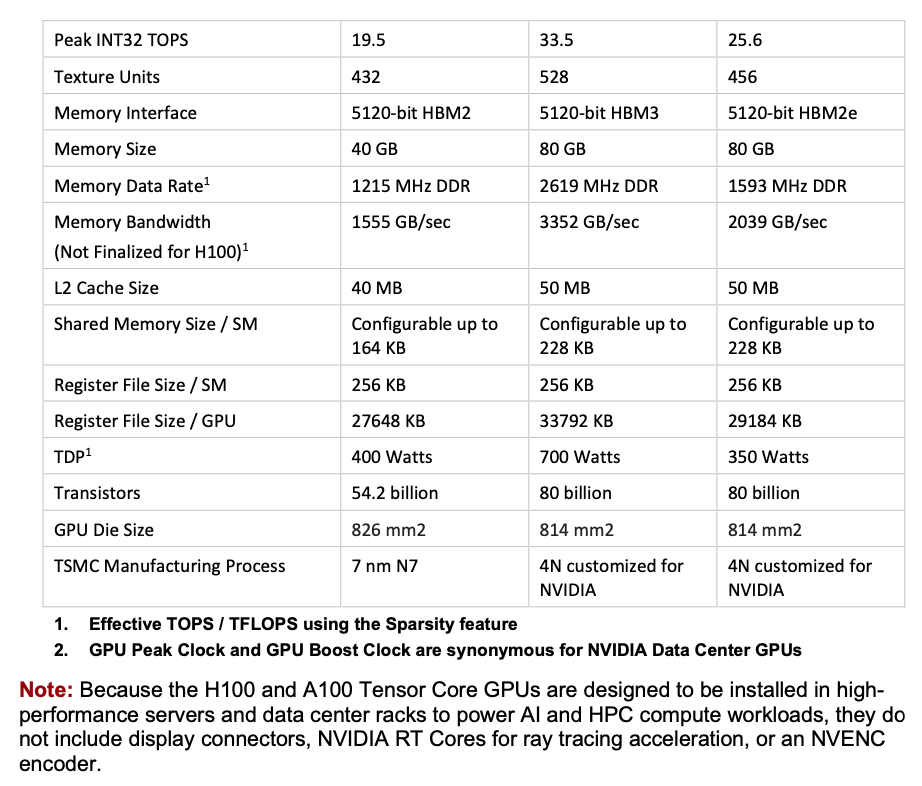 Peak INT32 TOPS 19.5 33.5 25.6
Texture Units 432 528 456
Memory Interface 5120-bit HBM2 5120-bit HBM3 5120-bit HBM2e
Memory Size 40 GB 80 GB 80 GB
Memory Data Rate1 1215 MHz DDR 2619 MHz DDR 1593 MHz DDR
Memory Bandwidth 1555 GB/sec 3352 GB/sec 2039 GB/sec
(Not Finalized for H100)1
L2 Cache Size 40 MB 50 MB 50 MB
Shared Memory Size / SM Configurable up to Configurable up to Configurable up to
164 KB 228 KB 228 KB
Register File Size / SM 256 KB 256 KB 256 KB
Register File Size / GPU 27648 KB 33792 KB 29184 KB
TDP1 400 Watts 700 Watts 350 Watts
Transistors 54.2 billion 80 billion 80 billion
GPU Die Size 826 mm2 814 mm2 814 mm2
TSMC Manufacturing Process 7 nm N7 4N customized for 4N customized for
NVIDIA NVIDIA
1. Effective TOPS / TFLOPS using the Sparsity feature
2. GPU Peak Clock and GPU Boost Clock are synonymous for NVIDIA Data Center GPUs
Note: Because the H100 and A100 Tensor Core GPUs are designed to be installed in high-
performance servers and data center racks to power AI and HPC compute workloads, they do
not include display connectors, NVIDIA RT Cores for ray tracing acceleration, or an NVENC
encoder.